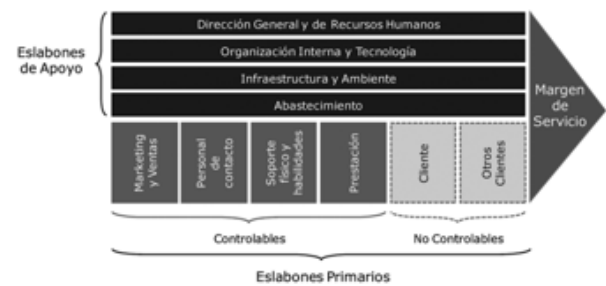 Dirección General y de Recursos Humanos
Organización Interna y Tecnología
Infraestructura y Ambiente
Abastecimiento
Eslabones
de Apoyo
Margen
de
Servicio
Marketing
y Ventas
Personal
de
contacto
Soporte
físico y
habilidades
Prestación
Cliente
Otros
Clientes
Controlables
No Controlables
Eslabones Primarios